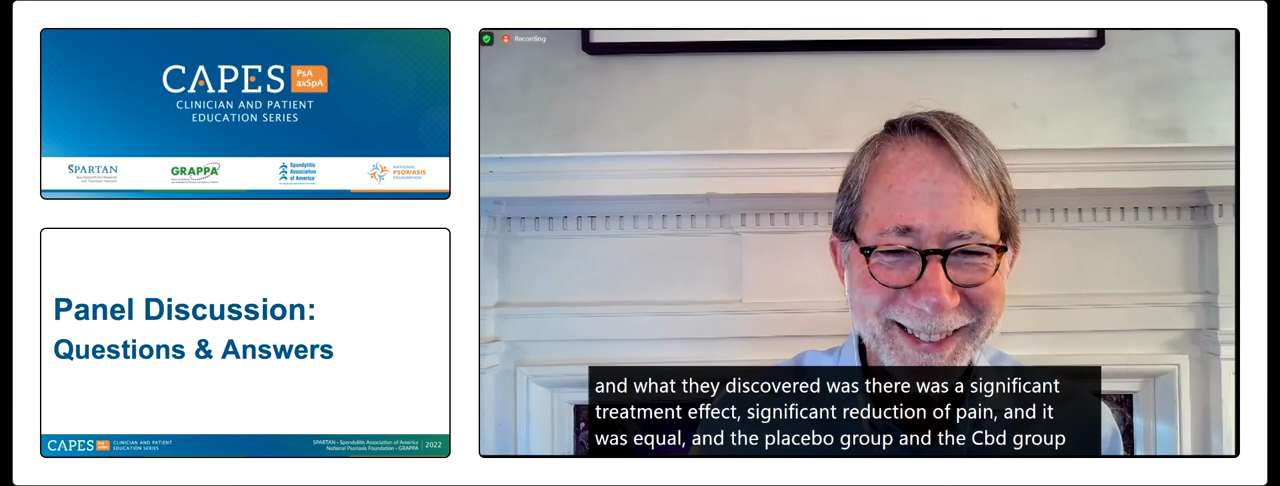 CAPES PsA axSpA
CLINICIAN AND PATIENT
EDUCATION SERIES
SPARTAN
GRAPPA
Spondylitis
Association
of America
NATIONAL
PSORIASIS
FOUNDATION
Panel Discussion:
Questions & Answers
CAPES
CLINICIAN AND PATIENT
EDUCATION SERIES
SPARTAN • Spondylitis Association of America
National Psoriasis Foundation • GRAPPA
2022
Recording
and what they discovered was there was a significant
treatment effect, significant reduction of pain, and it
was equal, and the placebo group and the Cbd group